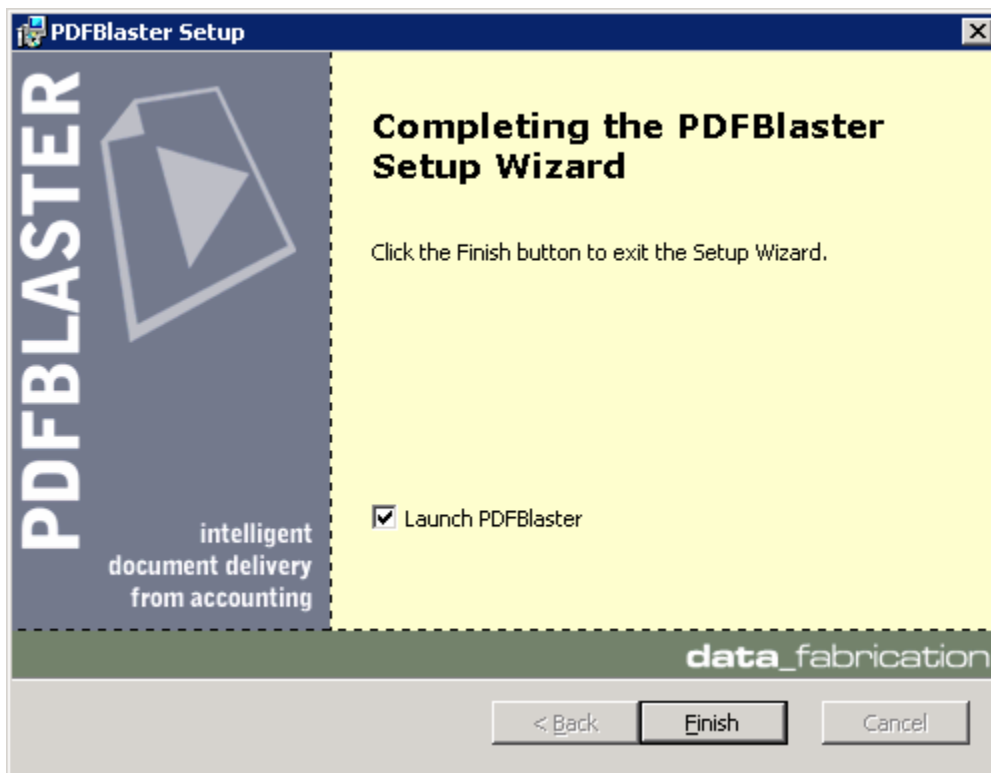 PDFBlaster Setup
PDFBLASTER
intelligent
document delivery
from accounting
Completing the PDFBlaster
Setup Wizard
Click the Finish button to exit the Setup Wizard.
Launch PDFBlaster
data_fabrication
< Back
Finish
Cancel